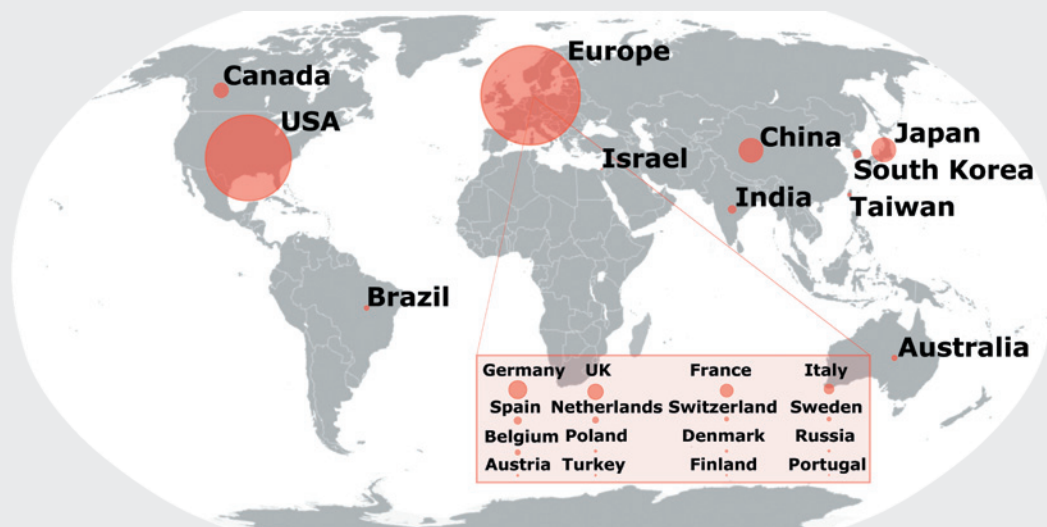 Europe
Canada
USA
China
Japan
Israel
South Korea
India
Taiwan
Brazil
Australia
Germany UK France Italy
Spain Netherlands Switzerland Sweden
Belgium Poland Denmark Russia
Austria Turkey Finland Portugal